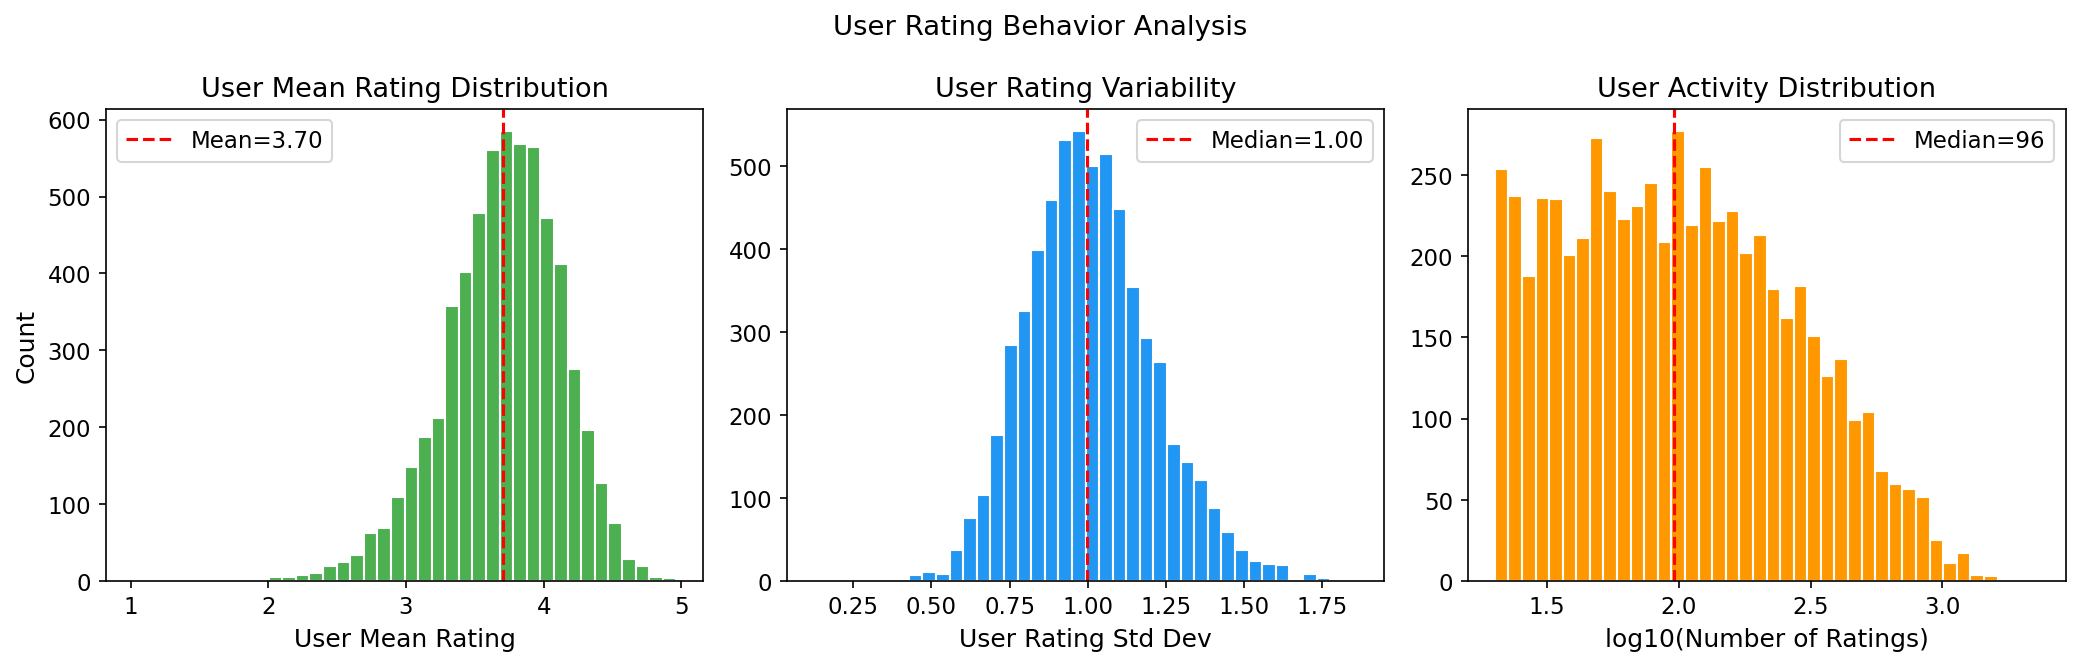 User Rating Behavior Analysis
User Mean Rating Distribution
Mean=3.70
600
500
400
300
200
100
0
Count
1 2 3 4 5
User Mean Rating
User Rating Variability
Median=1.00
500
400
300
200
100
0
0.25 0.50 0.75 1.00 1.25 1.50 1.75
User Rating Std Dev
User Activity Distribution
Median=96
250
200
150
100
50
0
1.5 2.0 2.5 3.0
log10(Number of Ratings)